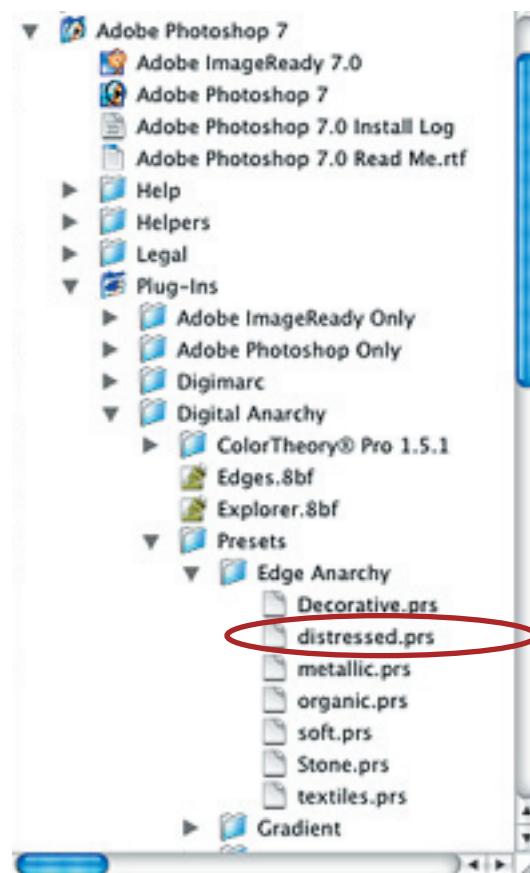 Adobe Photoshop 7
Adobe ImageReady 7.0
Adobe Photoshop 7
Adobe Photoshop 7.0 Install Log
Adobe Photoshop 7.0 Read Me.rtf
Help
Helpers
Legal
Plug-Ins
Adobe ImageReady Only
Adobe Photoshop Only
Digimarc
Digital Anarchy
ColorTheory® Pro 1.5.1
Edges.8bf
Explorer.8bf
Presets
Edge Anarchy
Decorative.prs
distressed.prs
metallic.prs
organic.prs
soft.prs
Stone.prs
textiles.prs
Gradient